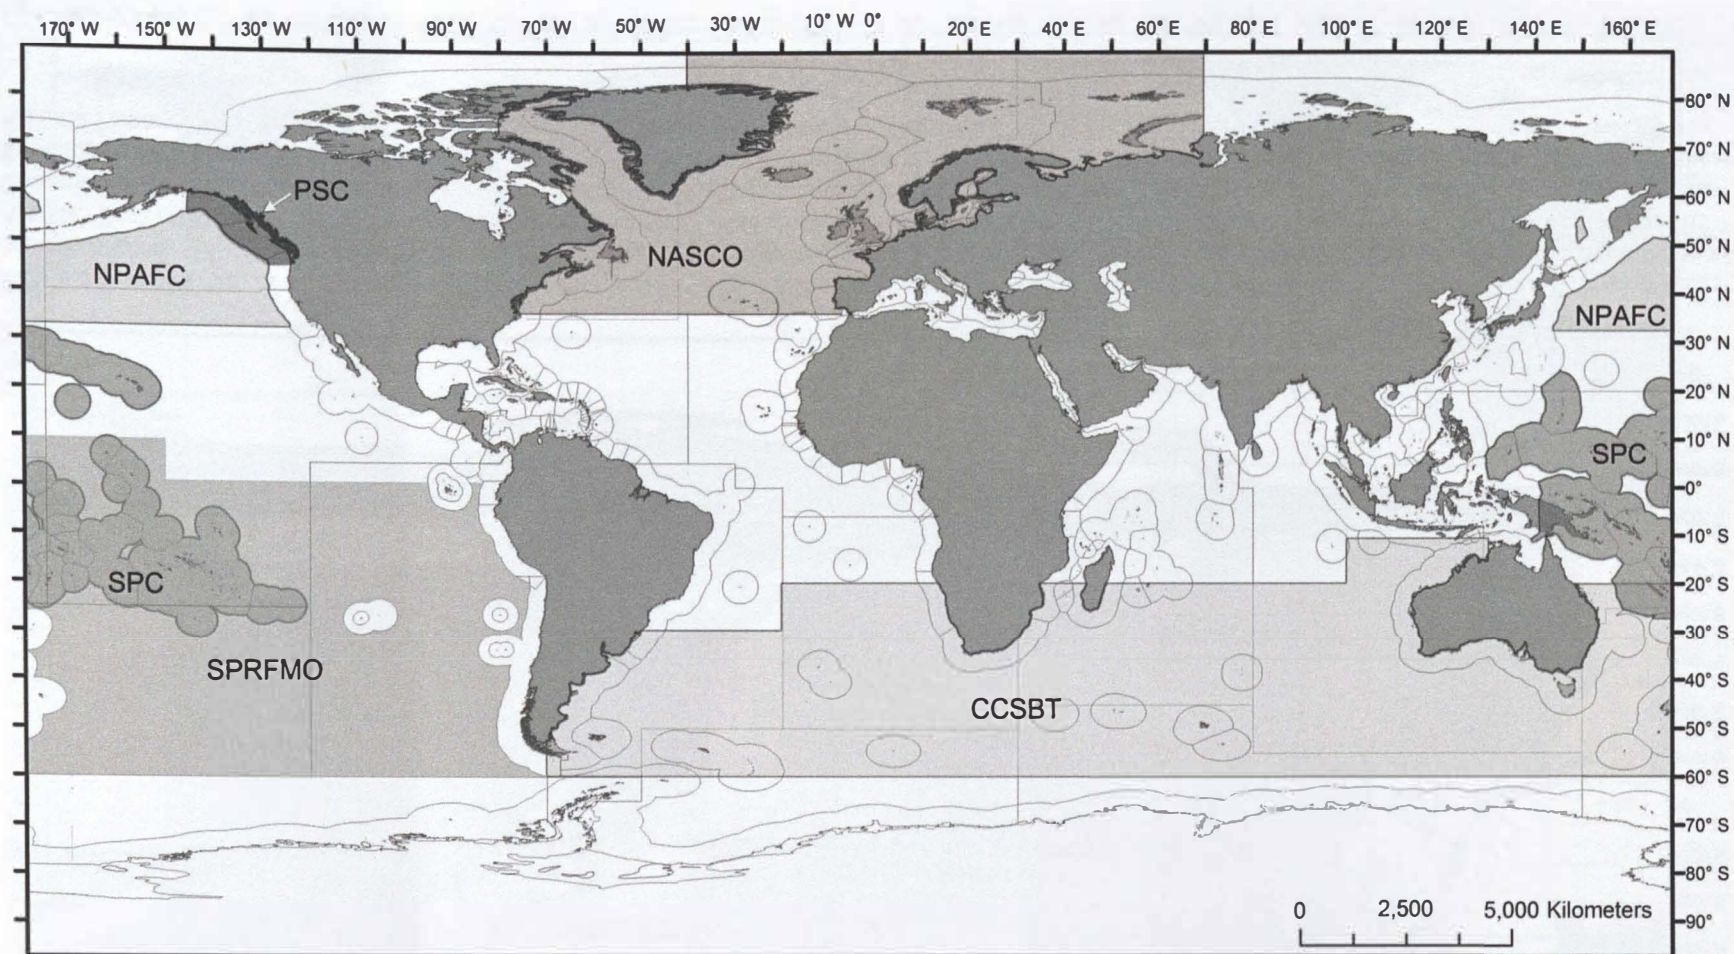 170° W 150° W 130° W 110° W 90° W 70° W 50° W 30° W 10° W 0° 20° E 40° E 60° E 80° E 100° E 120° E 140° E 160° E
80° N
70° N
60° N
50° N
40° N
30° N
20° N
10° N
0°
10° S
20° S
30° S
40° S
50° S
60° S
70° S
80° S
90°
PSC
NPAFC
NASCO
NPAFC
SPC
SPC
SPRFMO
CCSBT
0 2,500 5,000 Kilometers